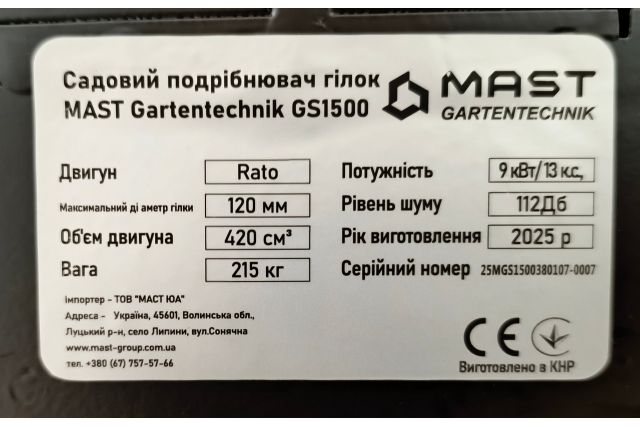 Садовий подрібнювач гілок
MAST Gartentechnik GS1500
MAST
GARTENTECHNIK
Двигун Rato
Максимальний ді аметр гілки 120 мм
Об'єм двигуна 420 см³
Вага 215 кг
Потужність 9 кВт/13 к.с,
Рівень шуму 112Дб
Рік виготовлення 2025 р
Серійний номер 25MGS1500380107-0007
Імпортер - ТОВ "МАСТ ЮА"
Адреса - Україна, 45601, Волинська обл.,
Луцький р-н, село Липини, вул.Сонячна
www.mast-group.com.ua
тел. +380 (67) 757-57-66
CE
Виготовлено в КНР